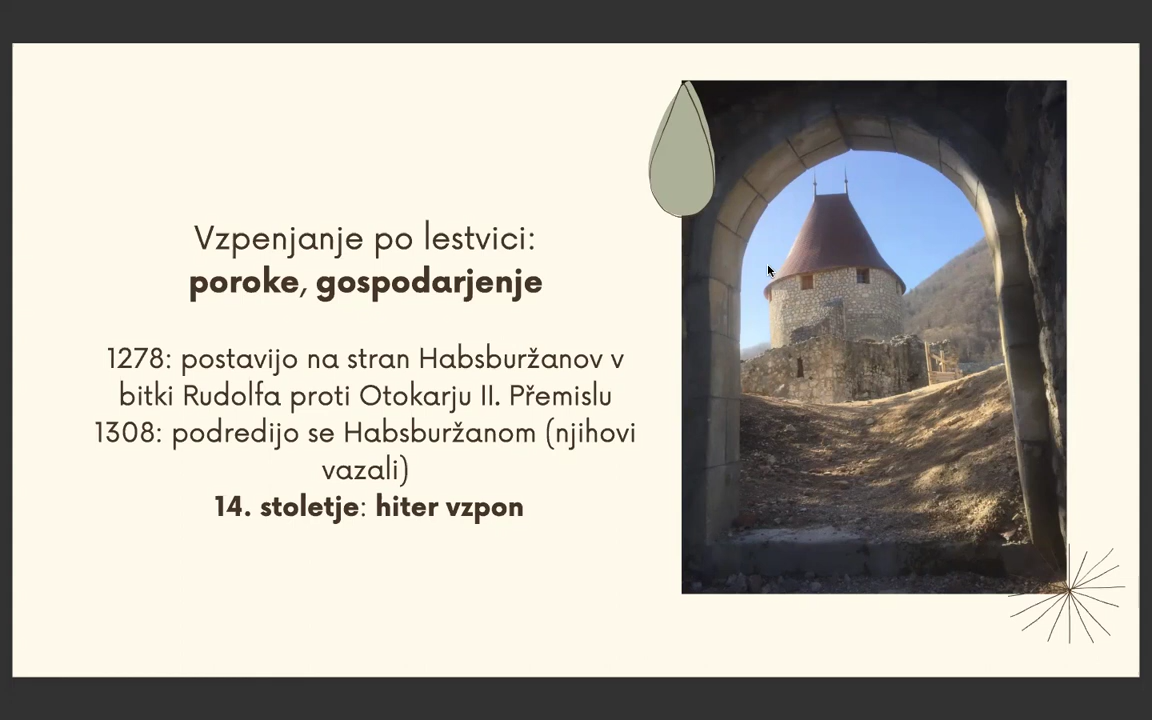 Vzpenjanje po lestvici:
poroke, gospodarjenje
1278: postavijo na stran Habsburžanov v
bitki Rudolfa proti Otokarju II. Přemislu
1308: podredijo se Habsburžanom (njihovi
vazali)
14. stoletje: hiter vzpon